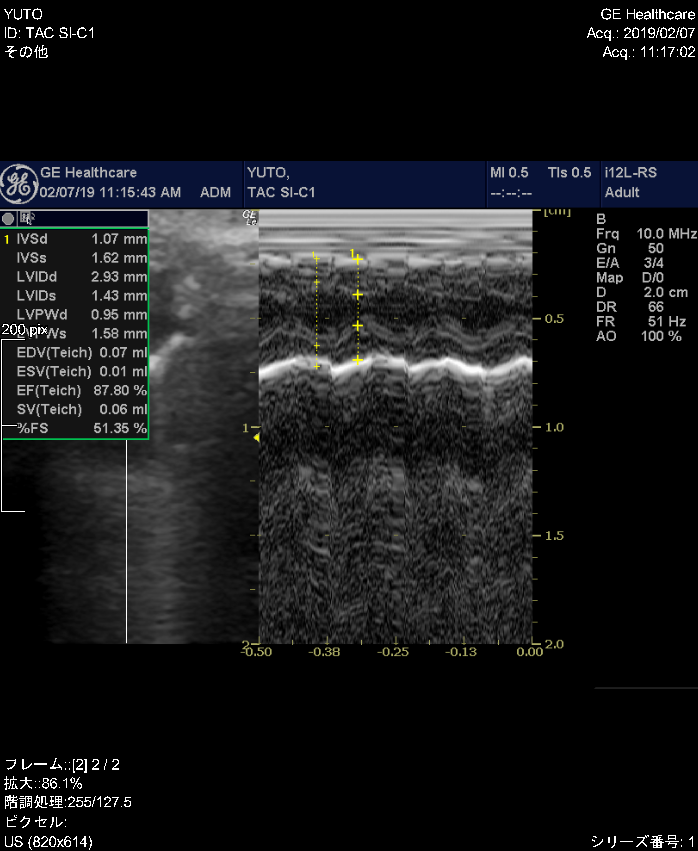 YUTO
ID: TAC SI-C1
その他
GE Healthcare
Acq.: 2019/02/07
Acq.: 11:17:02
GE Healthcare
02/07/19 11:15:43 AM ADM
YUTO,
TAC SI-C1
MI 0.5 TIs 0.5
--:--:--
i12L-RS
Adult
1 IVSd 1.07 mm
IVSs 1.62 mm
LVIDd 2.93 mm
LVIDs 1.43 mm
LVPWd 0.95 mm
200 pix
LVPWs 1.58 mm
EDV(Teich) 0.07 ml
ESV(Teich) 0.01 ml
EF(Teich) 87.80 %
SV(Teich) 0.06 ml
%FS 51.35 %
GE
1 1
1
2
[cm]
0.5
1.0
1.5
2.0
-0.50 -0.38 -0.25 -0.13 0.00
B
Frq 10.0 MHz
Gn 50
E/A 3/4
Map D/0
D 2.0 cm
DR 66
FR 51 Hz
AO 100 %
フレーム::[2] 2 / 2
拡大::86.1%
階調処理:255/127.5
ピクセル:
US (820x614)
シリーズ番号: 1